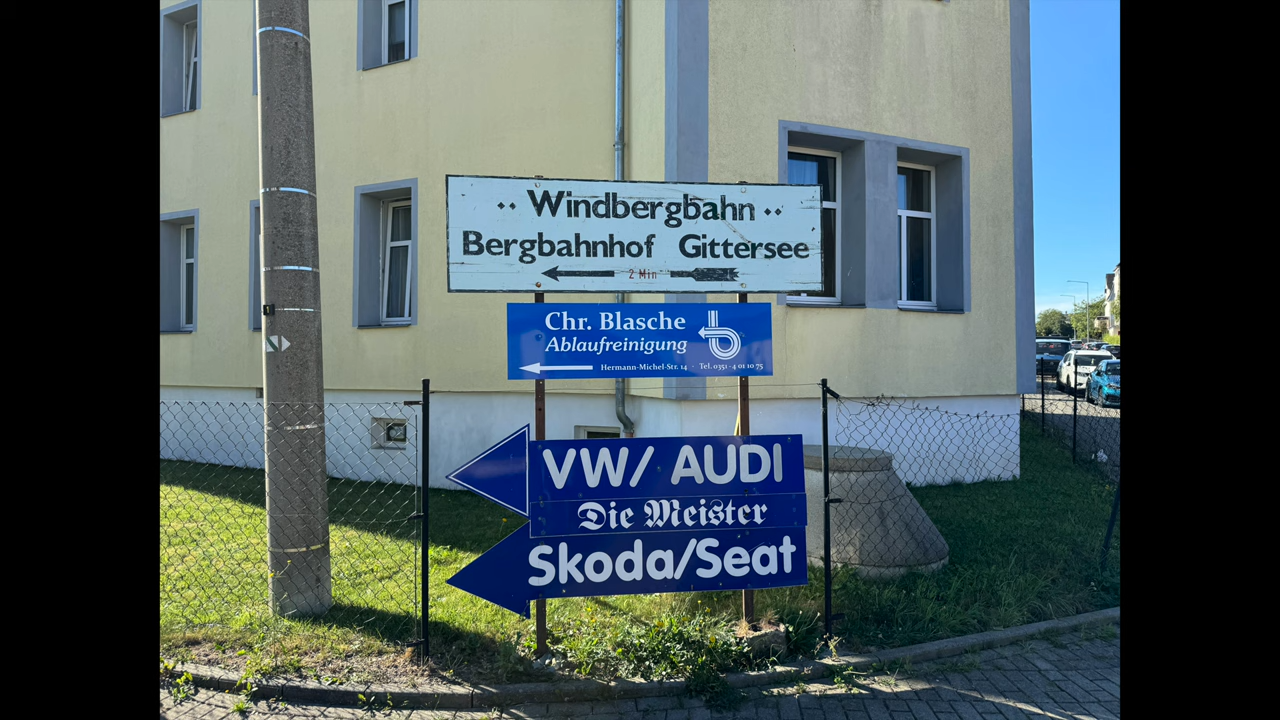 ·· Windbergbahn ··
Bergbahnhof Gittersee
2 Min
Chr. Blasche
Ablaufreinigung
Hermann-Michel-Str. 14 · Tel. 0351 - 4 01 10 75
VW/ AUDI
Die Meister
Skoda/Seat